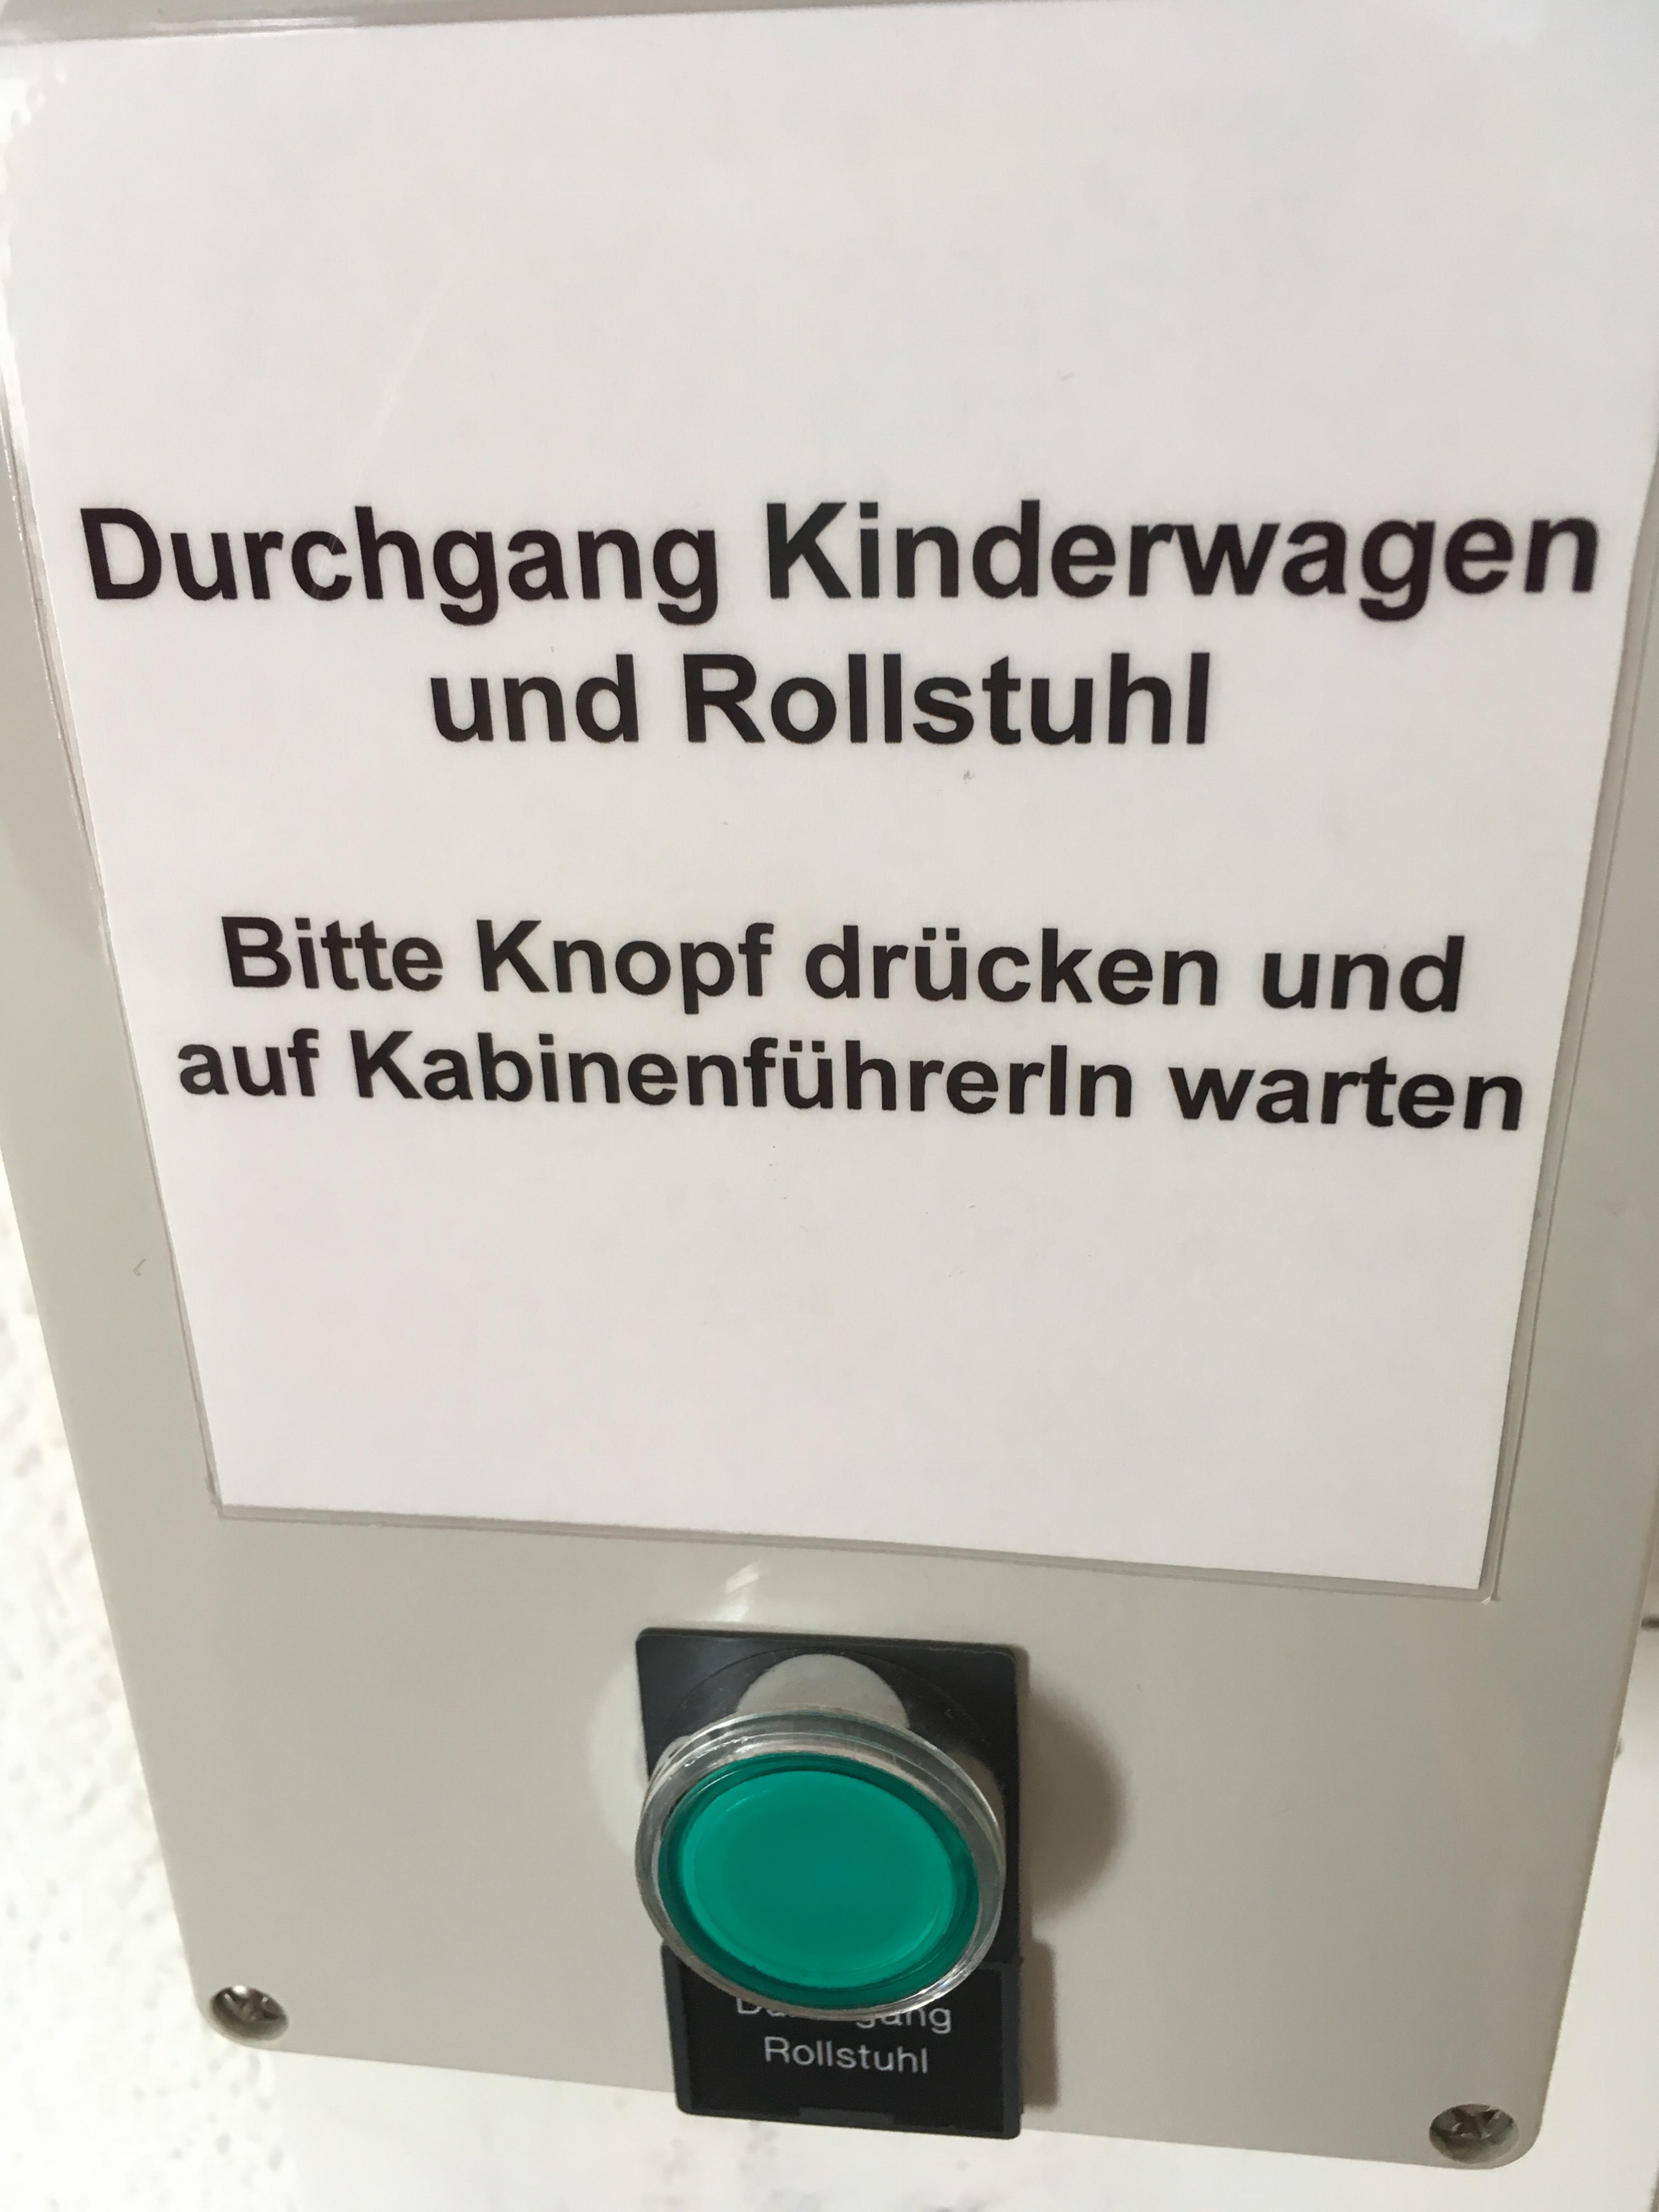 Durchgang Kinderwagen
und Rollstuhl
Bitte Knopf drücken und
auf KabinenführerIn warten
Rollstuhl